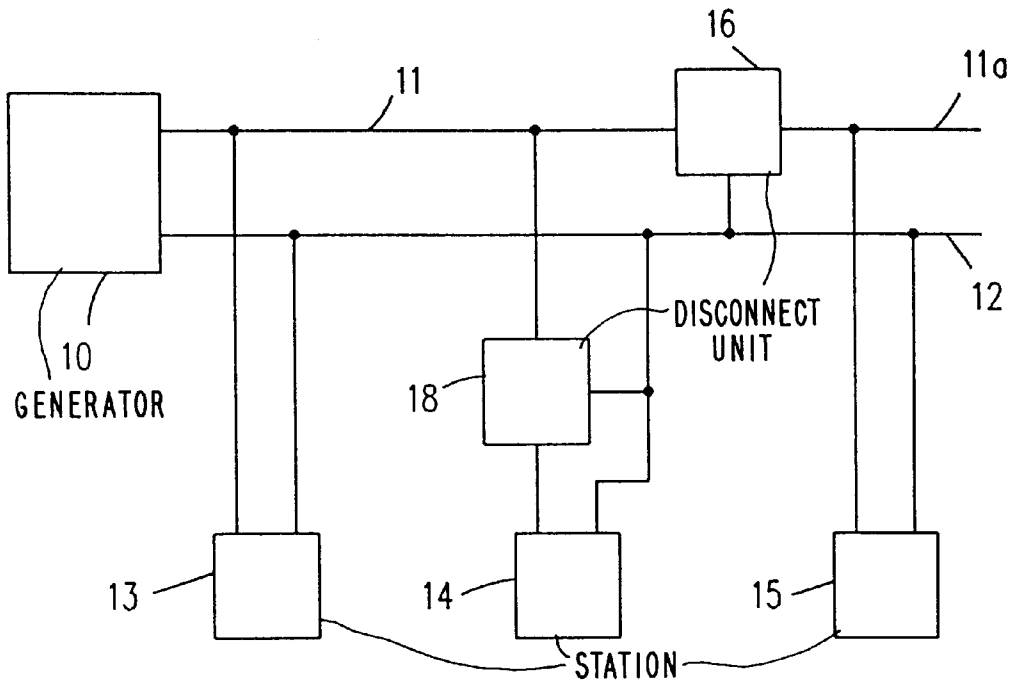 16
11
11a
12
DISCONNECT
UNIT
10
GENERATOR
18
13
14
15
STATION